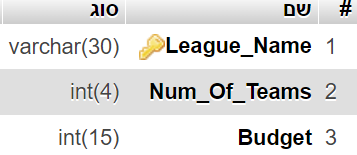 # שם סוג
1 League_Name varchar(30)
2 Num_Of_Teams int(4)
3 Budget int(15)